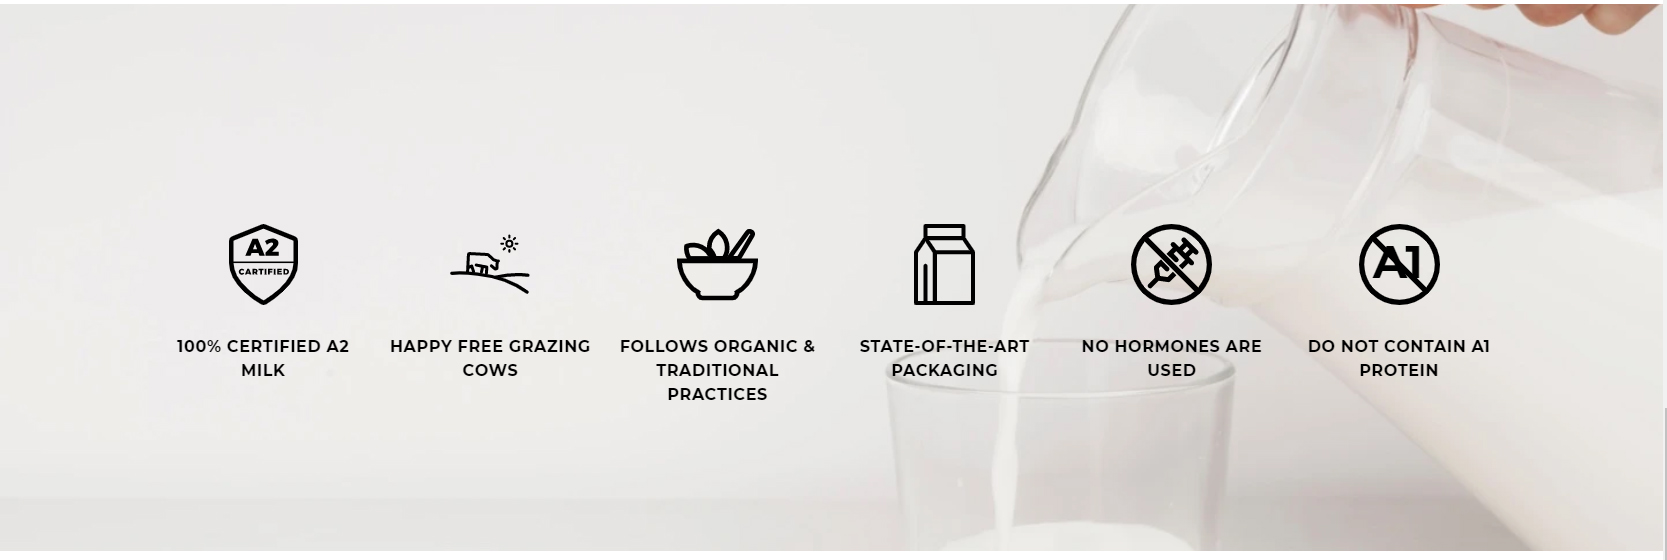 A2
CERTIFIED
100% CERTIFIED A2
MILK
HAPPY FREE GRAZING
COWS
FOLLOWS ORGANIC &
TRADITIONAL
PRACTICES
STATE-OF-THE-ART
PACKAGING
NO HORMONES ARE
USED
A1
DO NOT CONTAIN A1
PROTEIN